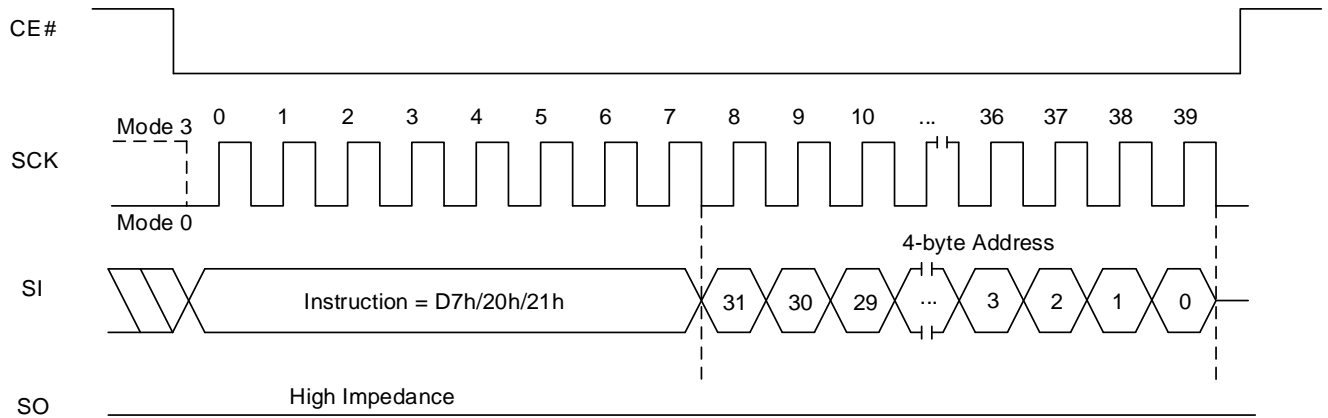 CE#
0 1 2 3 4 5 6 7 8 9 10 ... 36 37 38 39
Mode 3
SCK
Mode 0
4-byte Address
SI
Instruction = D7h/20h/21h 31 30 29 ... 3 2 1 0
High Impedance
SO